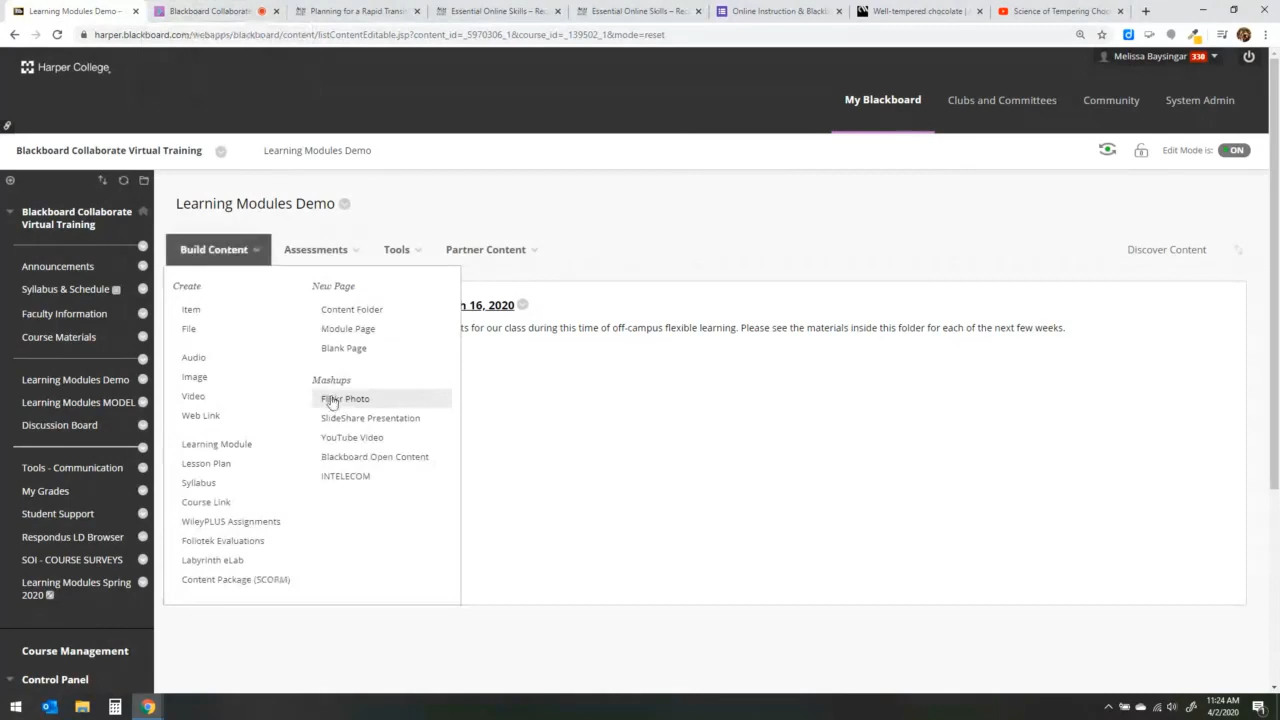 Learning Modules Demo -
Blackboard Collaborat
Planning for a Rapid Trans
Essential Online Skills – Re
Essential Online Skills – Re
Online Instruction & Black
Well-tempered chocolate |
Science of Tempering Cho
harper.blackboard.com/webapps/blackboard/content/listContentEditable.jsp?content_id=_5970306_1&course_id=_139502_1&mode=reset
Harper College
Melissa Baysingar 330
My Blackboard
Clubs and Committees
Community
System Admin
Blackboard Collaborate Virtual Training
Learning Modules Demo
Edit Mode is: ON
Blackboard Collaborate
Virtual Training
Announcements
Syllabus & Schedule
Faculty Information
Course Materials
Learning Modules Demo
Learning Modules MODEL
Discussion Board
Tools - Communication
My Grades
Student Support
Respondus LD Browser
SOI - COURSE SURVEYS
Learning Modules Spring
2020
Course Management
Control Panel
Learning Modules Demo
Build Content
Assessments
Tools
Partner Content
Discover Content
Create
Item
File
Audio
Image
Video
Web Link
Learning Module
Lesson Plan
Syllabus
Course Link
WileyPLUS Assignments
Foliotek Evaluations
Labyrinth eLab
Content Package (SCORM)
New Page
Content Folder
Module Page
Blank Page
Mashups
Flickr Photo
SlideShare Presentation
YouTube Video
Blackboard Open Content
INTELECOM
16, 2020
ts for our class during this time of off-campus flexible learning. Please see the materials inside this folder for each of the next few weeks.
11:24 AM
4/2/2020